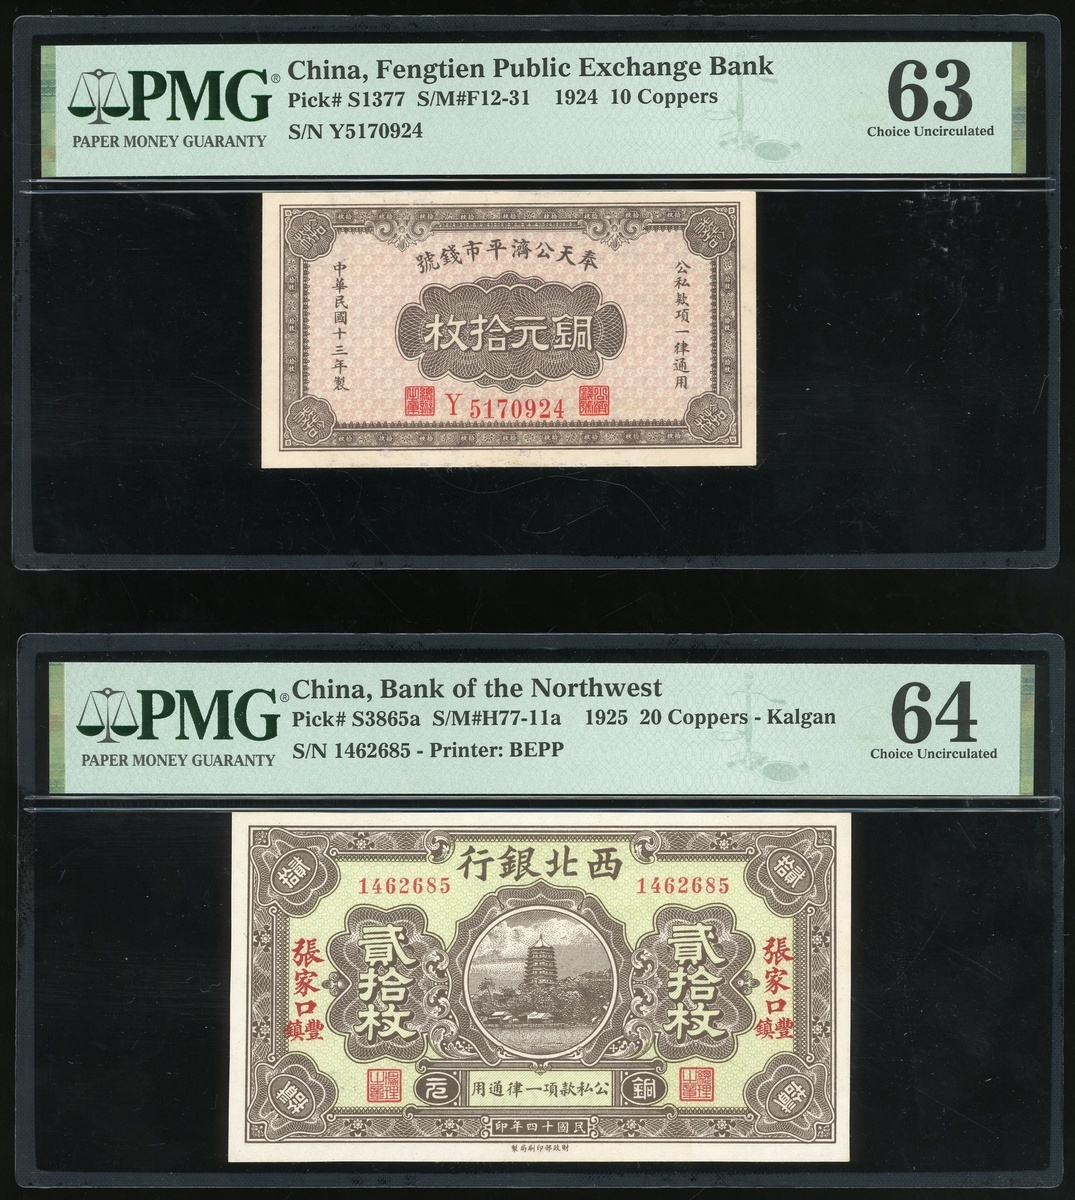 PMG®
PAPER MONEY GUARANTY
China, Fengtien Public Exchange Bank
Pick# S1377 S/M#F12-31 1924 10 Coppers
S/N Y5170924
63
Choice Uncirculated
奉天公濟平市錢號
公私款項一律通用
銅元拾枚
中華民國十三年製
Y 5170924
PMG®
PAPER MONEY GUARANTY
China, Bank of the Northwest
Pick# S3865a S/M#H77-11a 1925 20 Coppers - Kalgan
S/N 1462685 - Printer: BEPP
64
Choice Uncirculated
西北銀行
1462685 1462685
貳拾枚
貳拾枚
張家口
豐鎮
張家口
豐鎮
銅元
公私款項一律通用
民國十四年印
財政部印刷局製